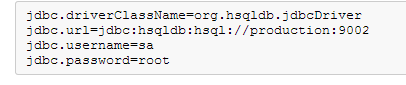 jdbc.driverClassName=org.hsqldb.jdbcDriver
jdbc.url=jdbc:hsqldb:hsql://production:9002
jdbc.username=sa
jdbc.password=root